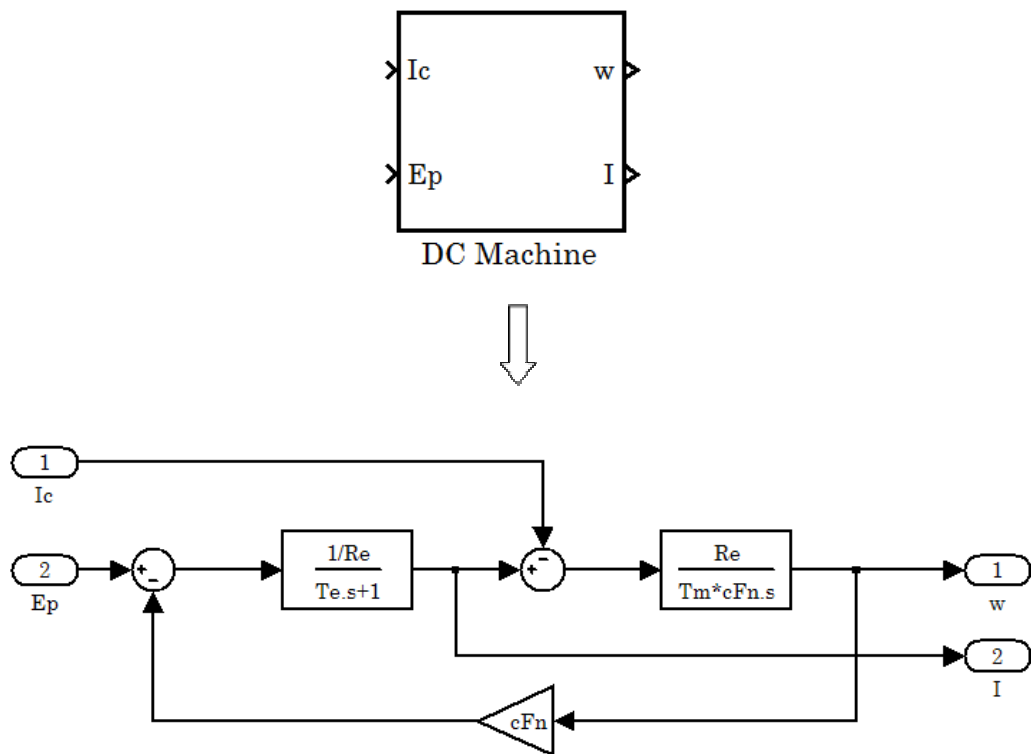 Ic
w
Ep
I
DC Machine
1
Ic
2
Ep
+
-
1/Re
Te.s+1
-
+
Re
Tm*cFn.s
1
w
2
I
cFn